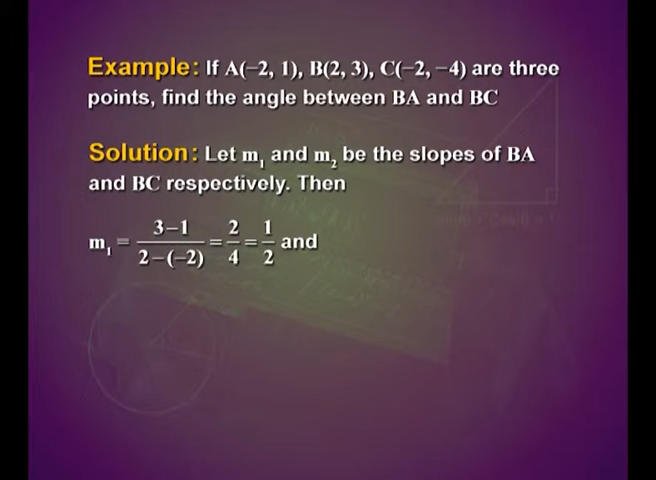 Example: If A(−2, 1), B(2, 3), C(−2, −4) are three
points, find the angle between BA and BC
Solution: Let m₁ and m₂ be the slopes of BA
and BC respectively. Then
m₁ = 3−1 / 2−(−2) = 2/4 = 1/2 and